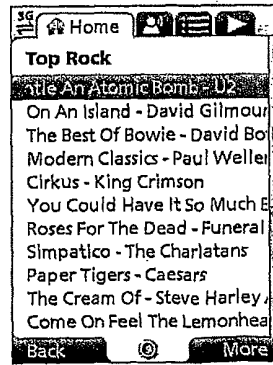 3G Home
Top Rock
ntle An Atomic Bomb - U2
On An Island - David Gilmour
The Best Of Bowie - David Bo
Modern Classics - Paul Weller
Cirkus - King Crimson
You Could Have It So Much B
Roses For The Dead - Funeral
Simpatico - The Charlatans
Paper Tigers - Caesars
The Cream Of - Steve Harley
Come On Feel The Lemonhea
Back More